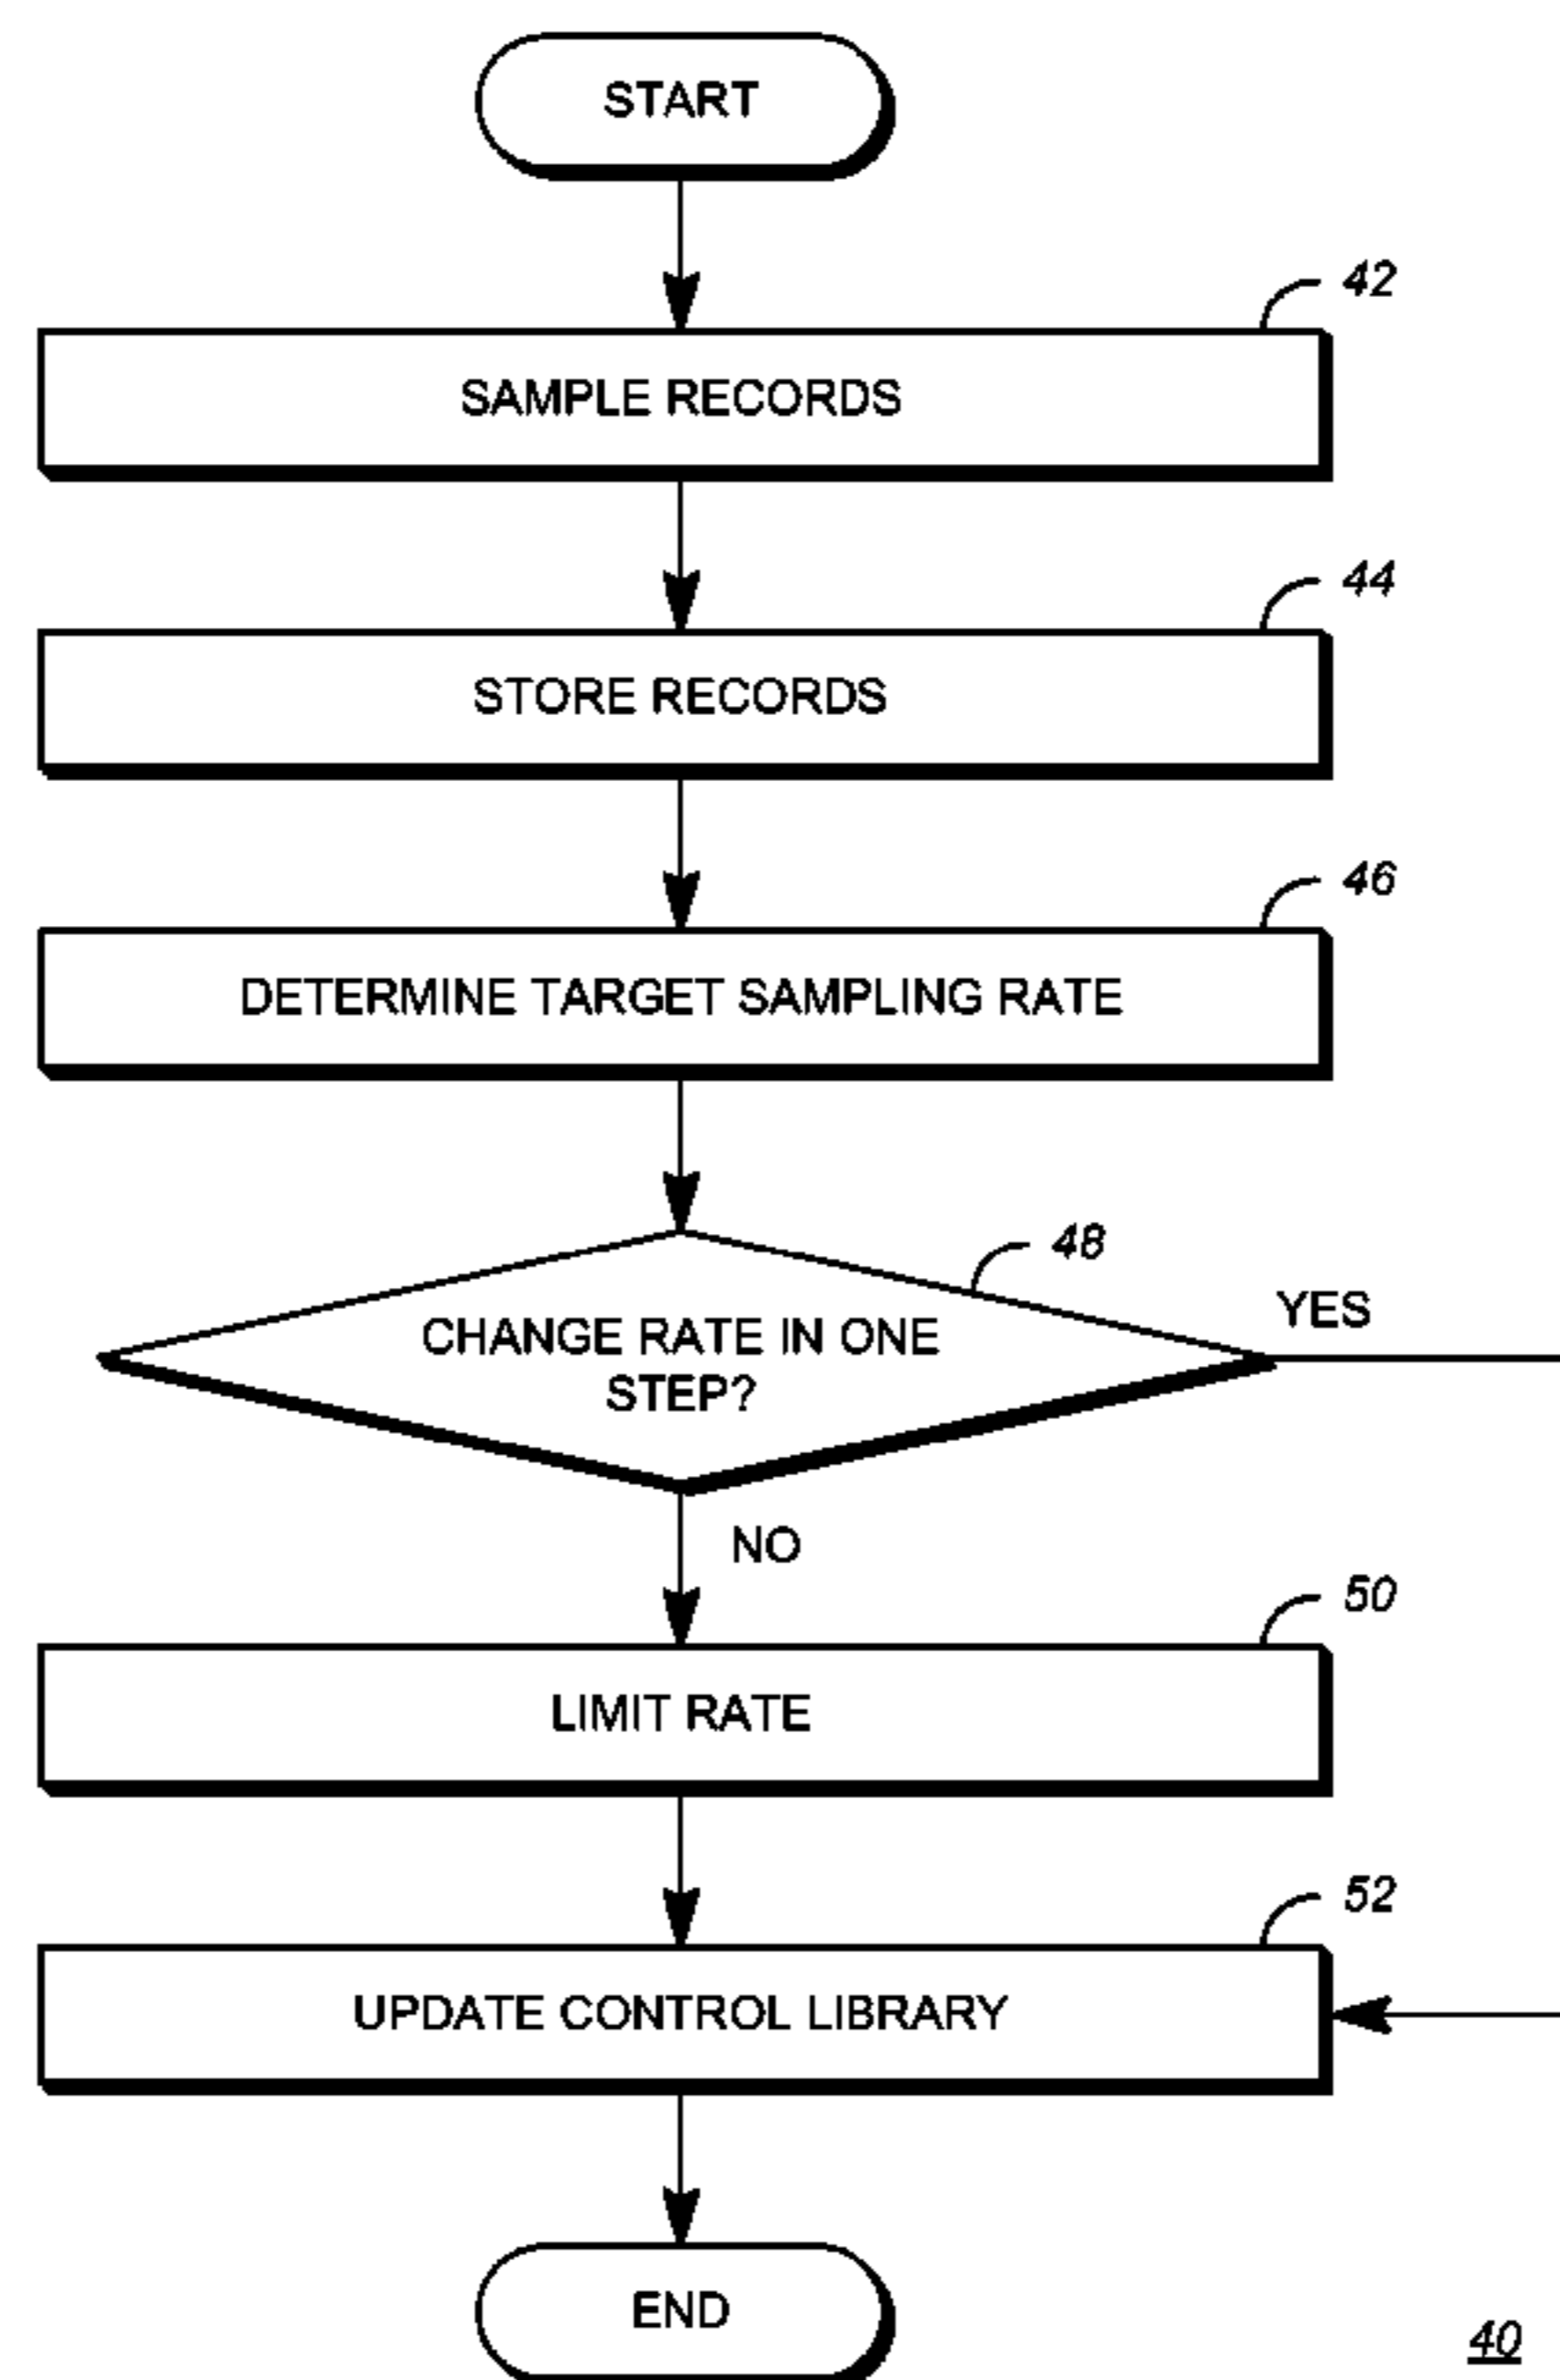 START
42
SAMPLE RECORDS
44
STORE RECORDS
46
DETERMINE TARGET SAMPLING RATE
48
YES
CHANGE RATE IN ONE
STEP?
NO
50
LIMIT RATE
52
UPDATE CONTROL LIBRARY
END
40